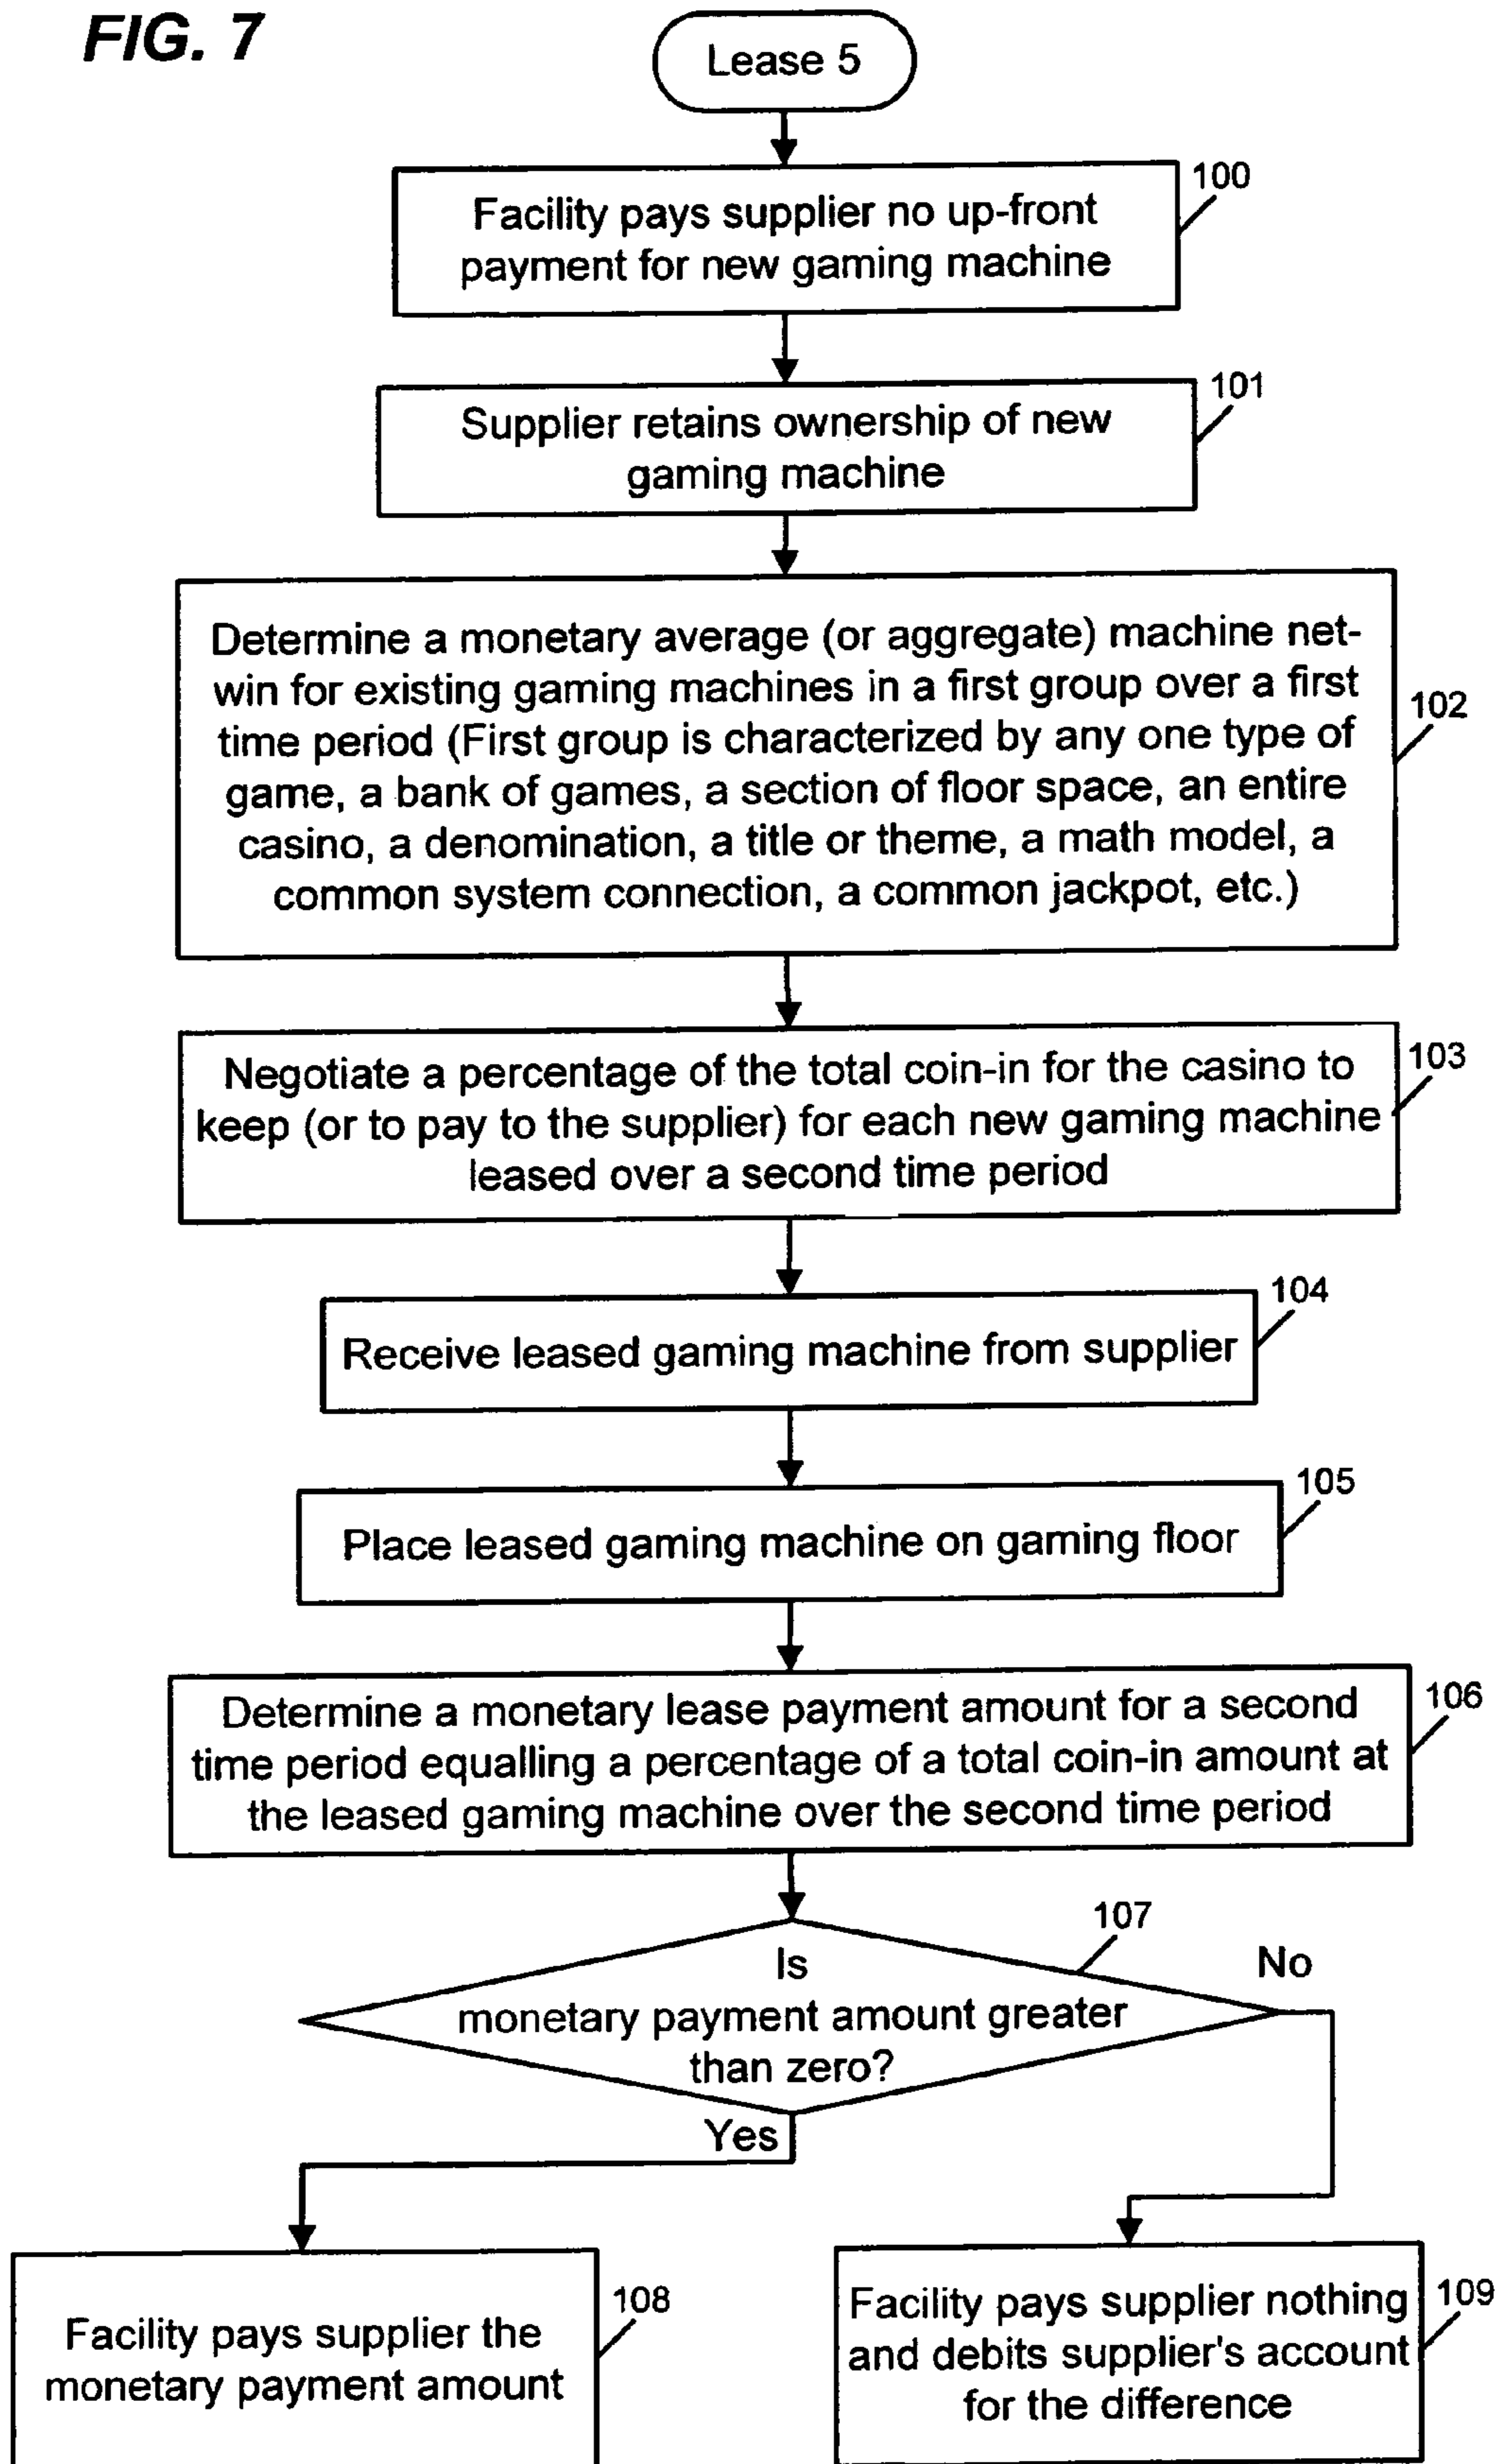 FIG. 7
Lease 5
100
Facility pays supplier no up-front
payment for new gaming machine
101
Supplier retains ownership of new
gaming machine
Determine a monetary average (or aggregate) machine net-
win for existing gaming machines in a first group over a first
time period (First group is characterized by any one type of
game, a bank of games, a section of floor space, an entire
casino, a denomination, a title or theme, a math model, a
common system connection, a common jackpot, etc.)
102
Negotiate a percentage of the total coin-in for the casino to
keep (or to pay to the supplier) for each new gaming machine
leased over a second time period
103
104
Receive leased gaming machine from supplier
105
Place leased gaming machine on gaming floor
Determine a monetary lease payment amount for a second
time period equalling a percentage of a total coin-in amount at
the leased gaming machine over the second time period
106
107
Is
monetary payment amount greater
than zero?
No
Yes
Facility pays supplier the
monetary payment amount
108
Facility pays supplier nothing
and debits supplier's account
for the difference
109